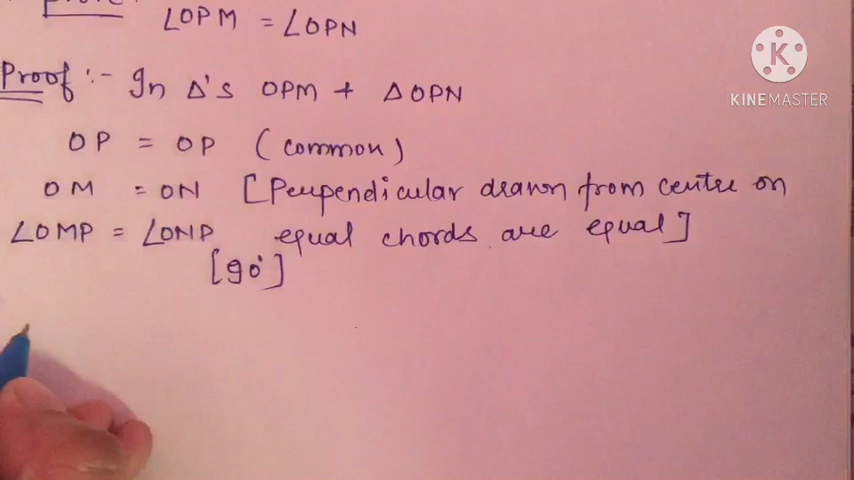 ∠OPM = ∠OPN
Proof :- In Δ's OPM + ΔOPN
OP = OP (common)
OM = ON [Perpendicular drawn from centre on
∠OMP = ∠ONP equal chords are equal]
[90°]
K
KINEMASTER